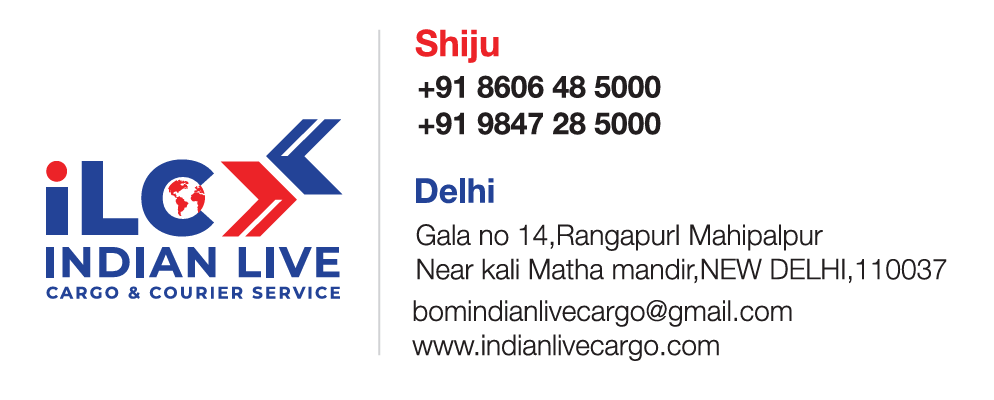 iLC
INDIAN LIVE
CARGO & COURIER SERVICE
Shiju
+91 8606 48 5000
+91 9847 28 5000
Delhi
Gala no 14,Rangapurl Mahipalpur
Near kali Matha mandir,NEW DELHI,110037
bomindianlivecargo@gmail.com
www.indianlivecargo.com